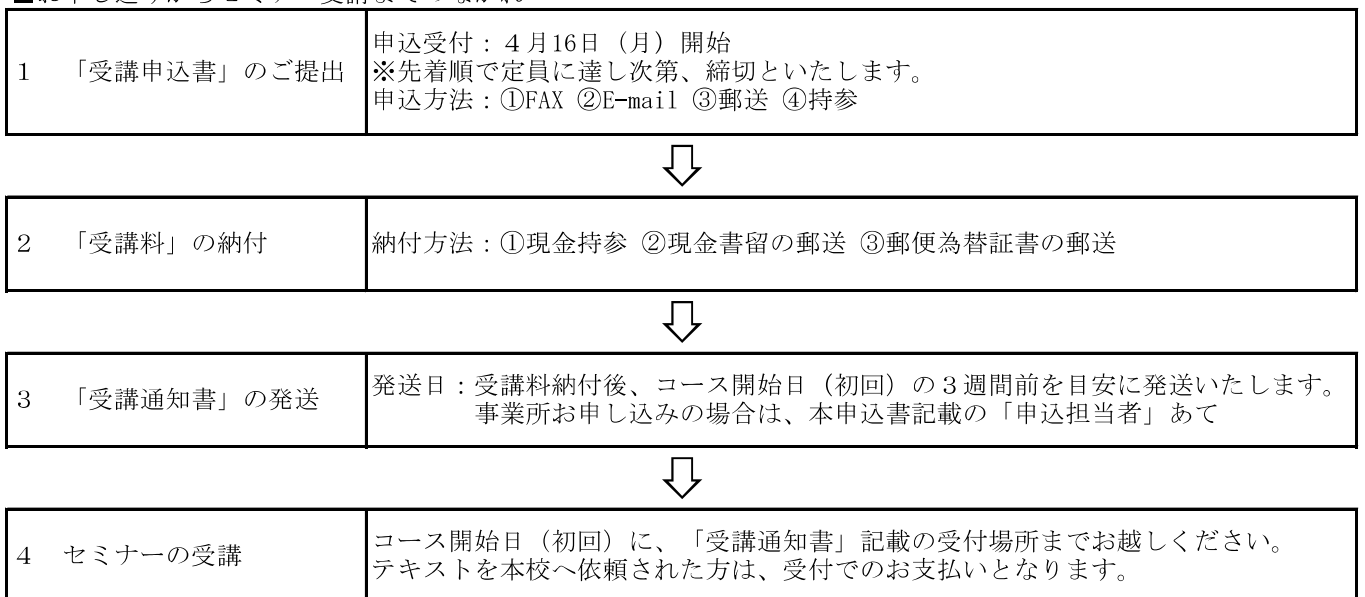 1 「受講申込書」のご提出
申込受付：４月16日（月）開始
※先着順で定員に達し次第、締切といたします。
申込方法：①FAX ②E-mail ③郵送 ④持参
2 「受講料」の納付
納付方法：①現金持参 ②現金書留の郵送 ③郵便為替証書の郵送
3 「受講通知書」の発送
発送日：受講料納付後、コース開始日（初回）の３週間前を目安に発送いたします。
事業所お申し込みの場合は、本申込書記載の「申込担当者」あて
4 セミナーの受講
コース開始日（初回）に、「受講通知書」記載の受付場所までお越しください。
テキストを本校へ依頼された方は、受付でのお支払いとなります。